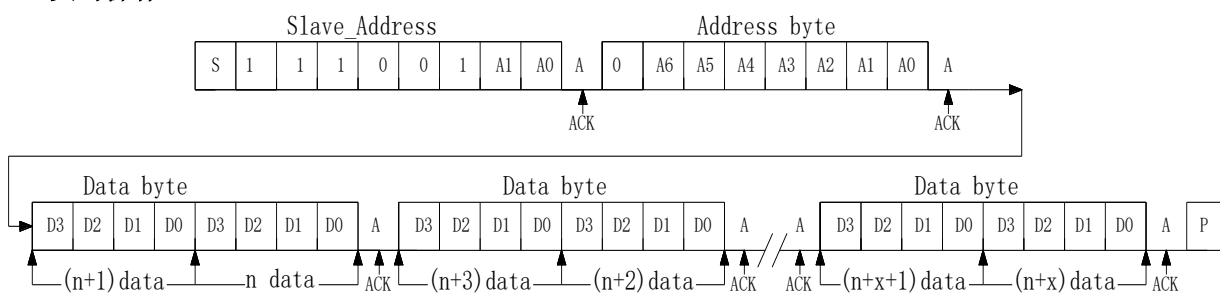 Slave_Address Address byte
S 1 1 1 0 0 1 A1 A0 A 0 A6 A5 A4 A3 A2 A1 A0 A
ACK ACK
Data byte Data byte Data byte
D3 D2 D1 D0 D3 D2 D1 D0 A D3 D2 D1 D0 D3 D2 D1 D0 A A D3 D2 D1 D0 D3 D2 D1 D0 A P
(n+1)data n data ACK (n+3)data (n+2)data ACK ACK (n+x+1)data (n+x)data ACK